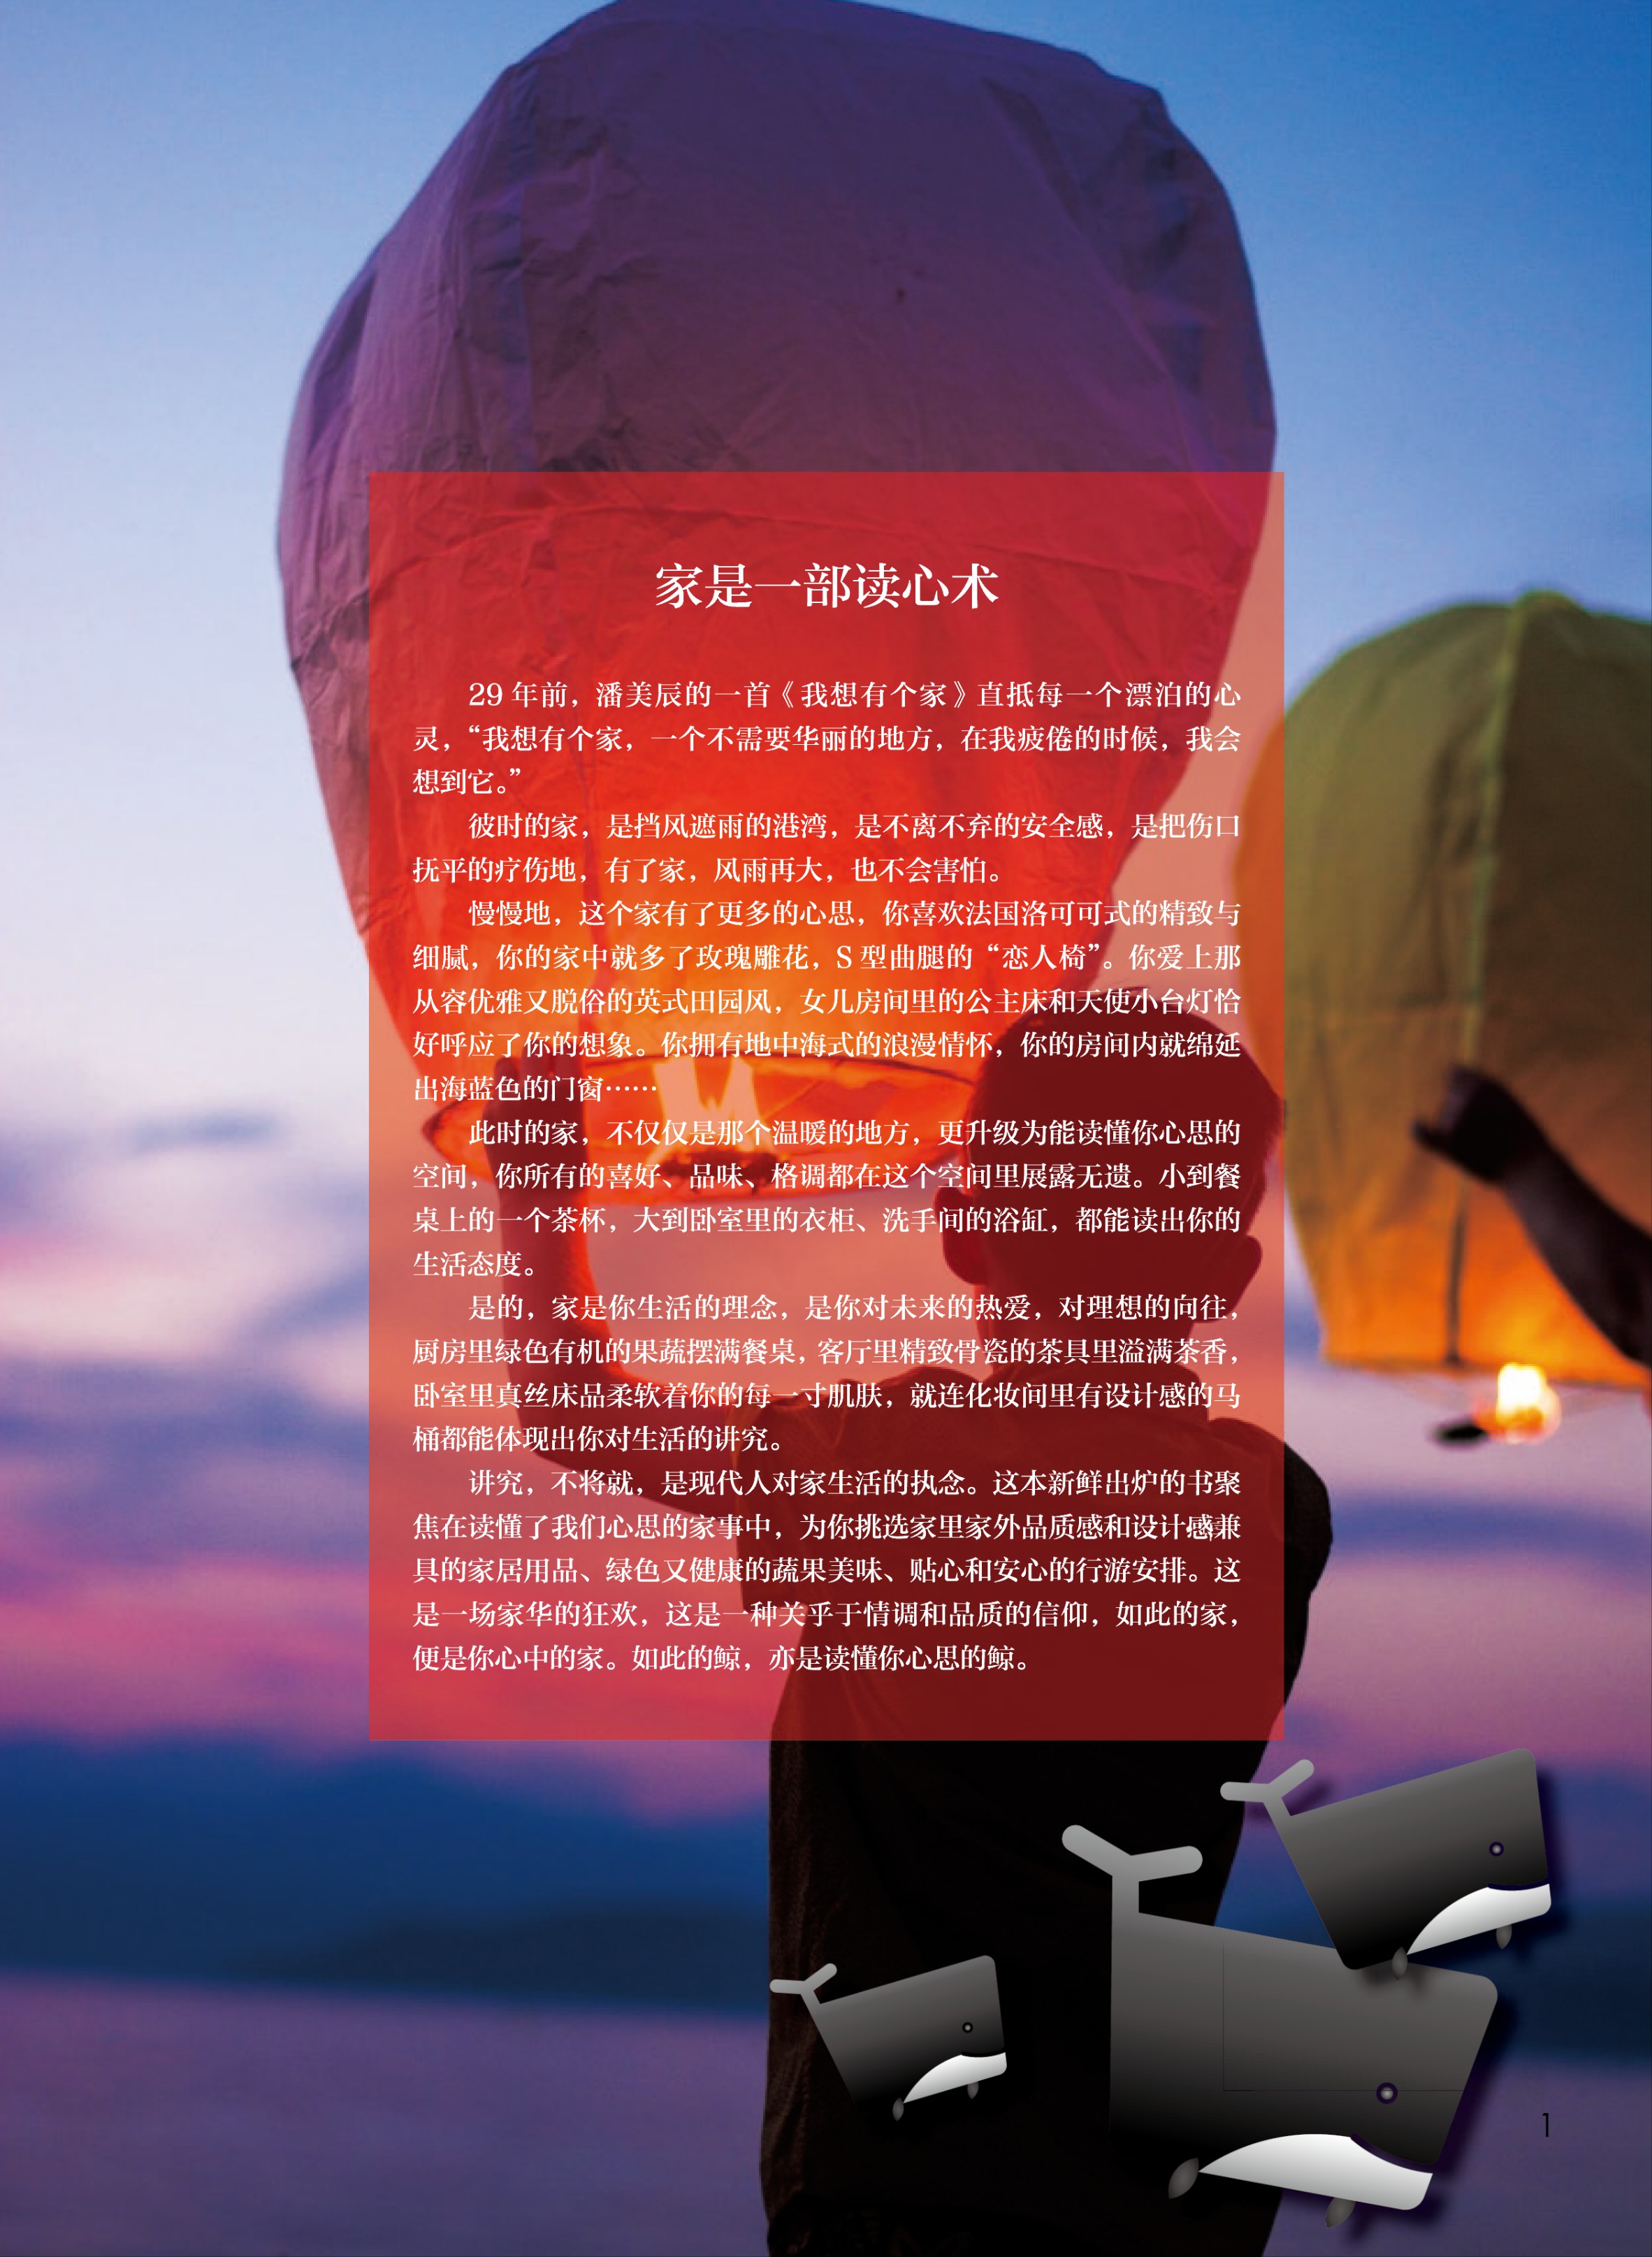 家是一部读心术
29 年前，潘美辰的一首《我想有个家》直抵每一个漂泊的心
灵，“我想有个家，一个不需要华丽的地方，在我疲倦的时候，我会
想到它。”
彼时的家，是挡风遮雨的港湾，是不离不弃的安全感，是把伤口
抚平的疗伤地，有了家，风雨再大，也不会害怕。
慢慢地，这个家有了更多的心思，你喜欢法国洛可可式的精致与
细腻，你的家中就多了玫瑰雕花，S 型曲腿的“恋人椅”。你爱上那
从容优雅又脱俗的英式田园风，女儿房间里的公主床和天使小台灯恰
好呼应了你的想象。你拥有地中海式的浪漫情怀，你的房间内就绵延
出海蓝色的门窗……
此时的家，不仅仅是那个温暖的地方，更升级为能读懂你心思的
空间，你所有的喜好、品味、格调都在这个空间里展露无遗。小到餐
桌上的一个茶杯，大到卧室里的衣柜、洗手间的浴缸，都能读出你的
生活态度。
是的，家是你生活的理念，是你对未来的热爱，对理想的向往，
厨房里绿色有机的果蔬摆满餐桌，客厅里精致骨瓷的茶具里溢满茶香，
卧室里真丝床品柔软着你的每一寸肌肤，就连化妆间里有设计感的马
桶都能体现出你对生活的讲究。
讲究，不将就，是现代人对家生活的执念。这本新鲜出炉的书聚
焦在读懂了我们心思的家事中，为你挑选家里家外品质感和设计感兼
具的家居用品、绿色又健康的蔬果美味、贴心和安心的行游安排。这
是一场家华的狂欢，这是一种关乎于情调和品质的信仰，如此的家，
便是你心中的家。如此的鲸，亦是读懂你心思的鲸。
1